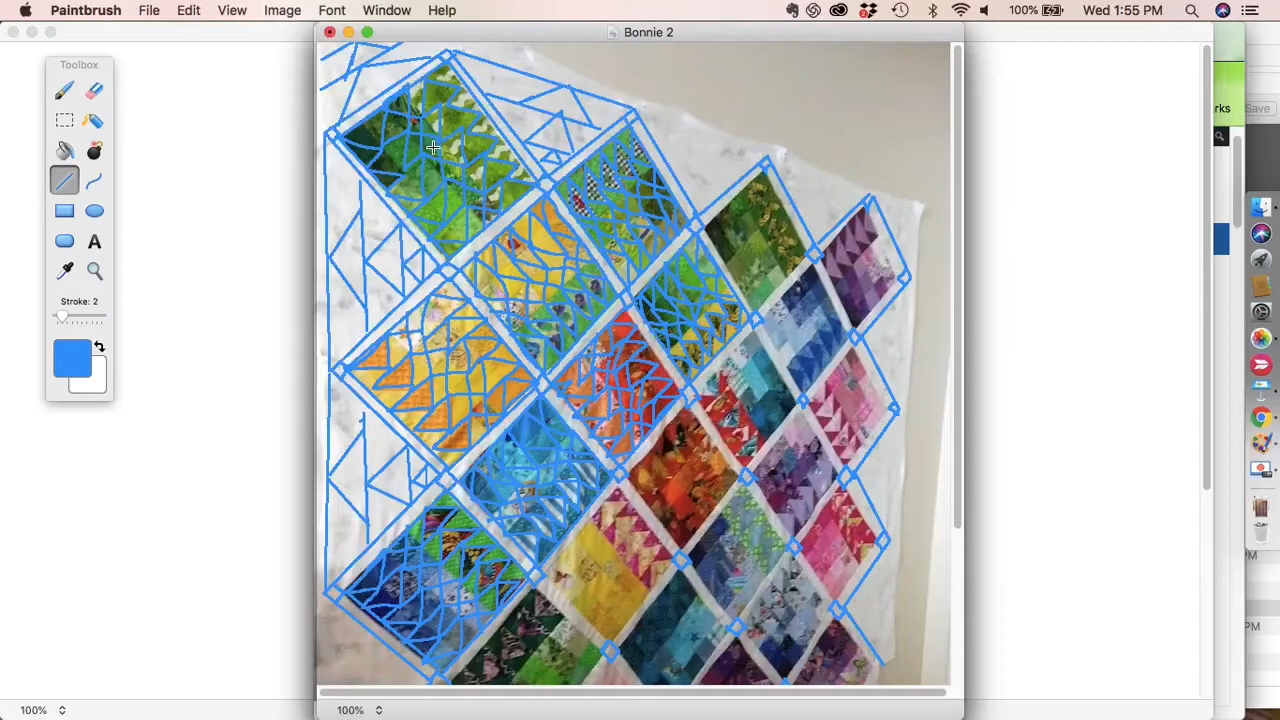 Paintbrush File Edit View Image Font Window Help 100% Wed 1:55 PM
Bonnie 2
Toolbox
A
Stroke: 2
rks
Save
PM
PM
100%
100%